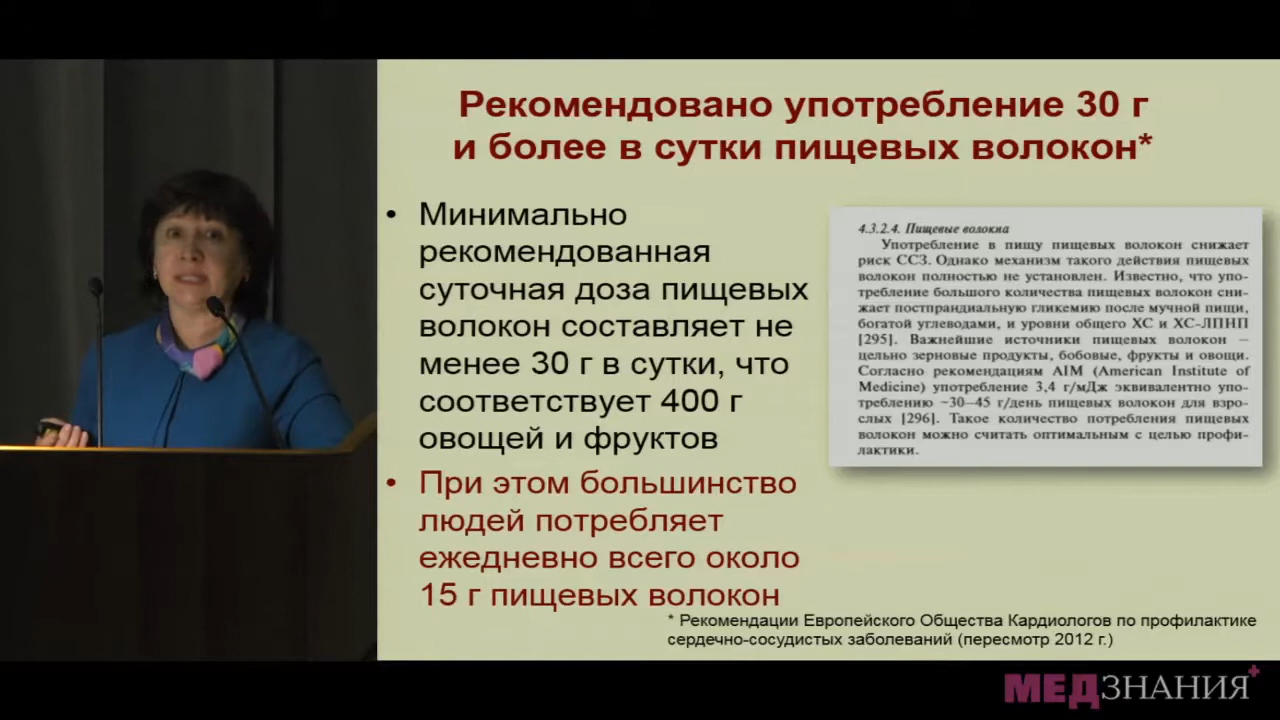 Рекомендовано употребление 30 г
и более в сутки пищевых волокон*
• Минимально
рекомендованная
суточная доза пищевых
волокон составляет не
менее 30 г в сутки, что
соответствует 400 г
овощей и фруктов
• При этом большинство
людей потребляет
ежедневно всего около
15 г пищевых волокон
4.3.2.4. Пищевые волокна
Употребление в пищу пищевых волокон снижает
риск ССЗ. Однако механизм такого действия пищевых
волокон полностью не установлен. Известно, что упо-
требление большого количества пищевых волокон сни-
жает постпрандиальную гликемию после мучной пищи,
богатой углеводами, и уровни общего ХС и ХС-ЛПНП
[295]. Важнейшие источники пищевых волокон –
цельно зерновые продукты, бобовые, фрукты и овощи.
Согласно рекомендациям AIM (American Institute of
Medicine) употребление 3,4 г/мДж эквивалентно упо-
треблению ~30–45 г/день пищевых волокон для взро-
слых [296]. Такое количество потребления пищевых
волокон можно считать оптимальным с целью профи-
лактики.
* Рекомендации Европейского Общества Кардиологов по профилактике
сердечно-сосудистых заболеваний (пересмотр 2012 г.)
МЕДЗНАНИЯ+